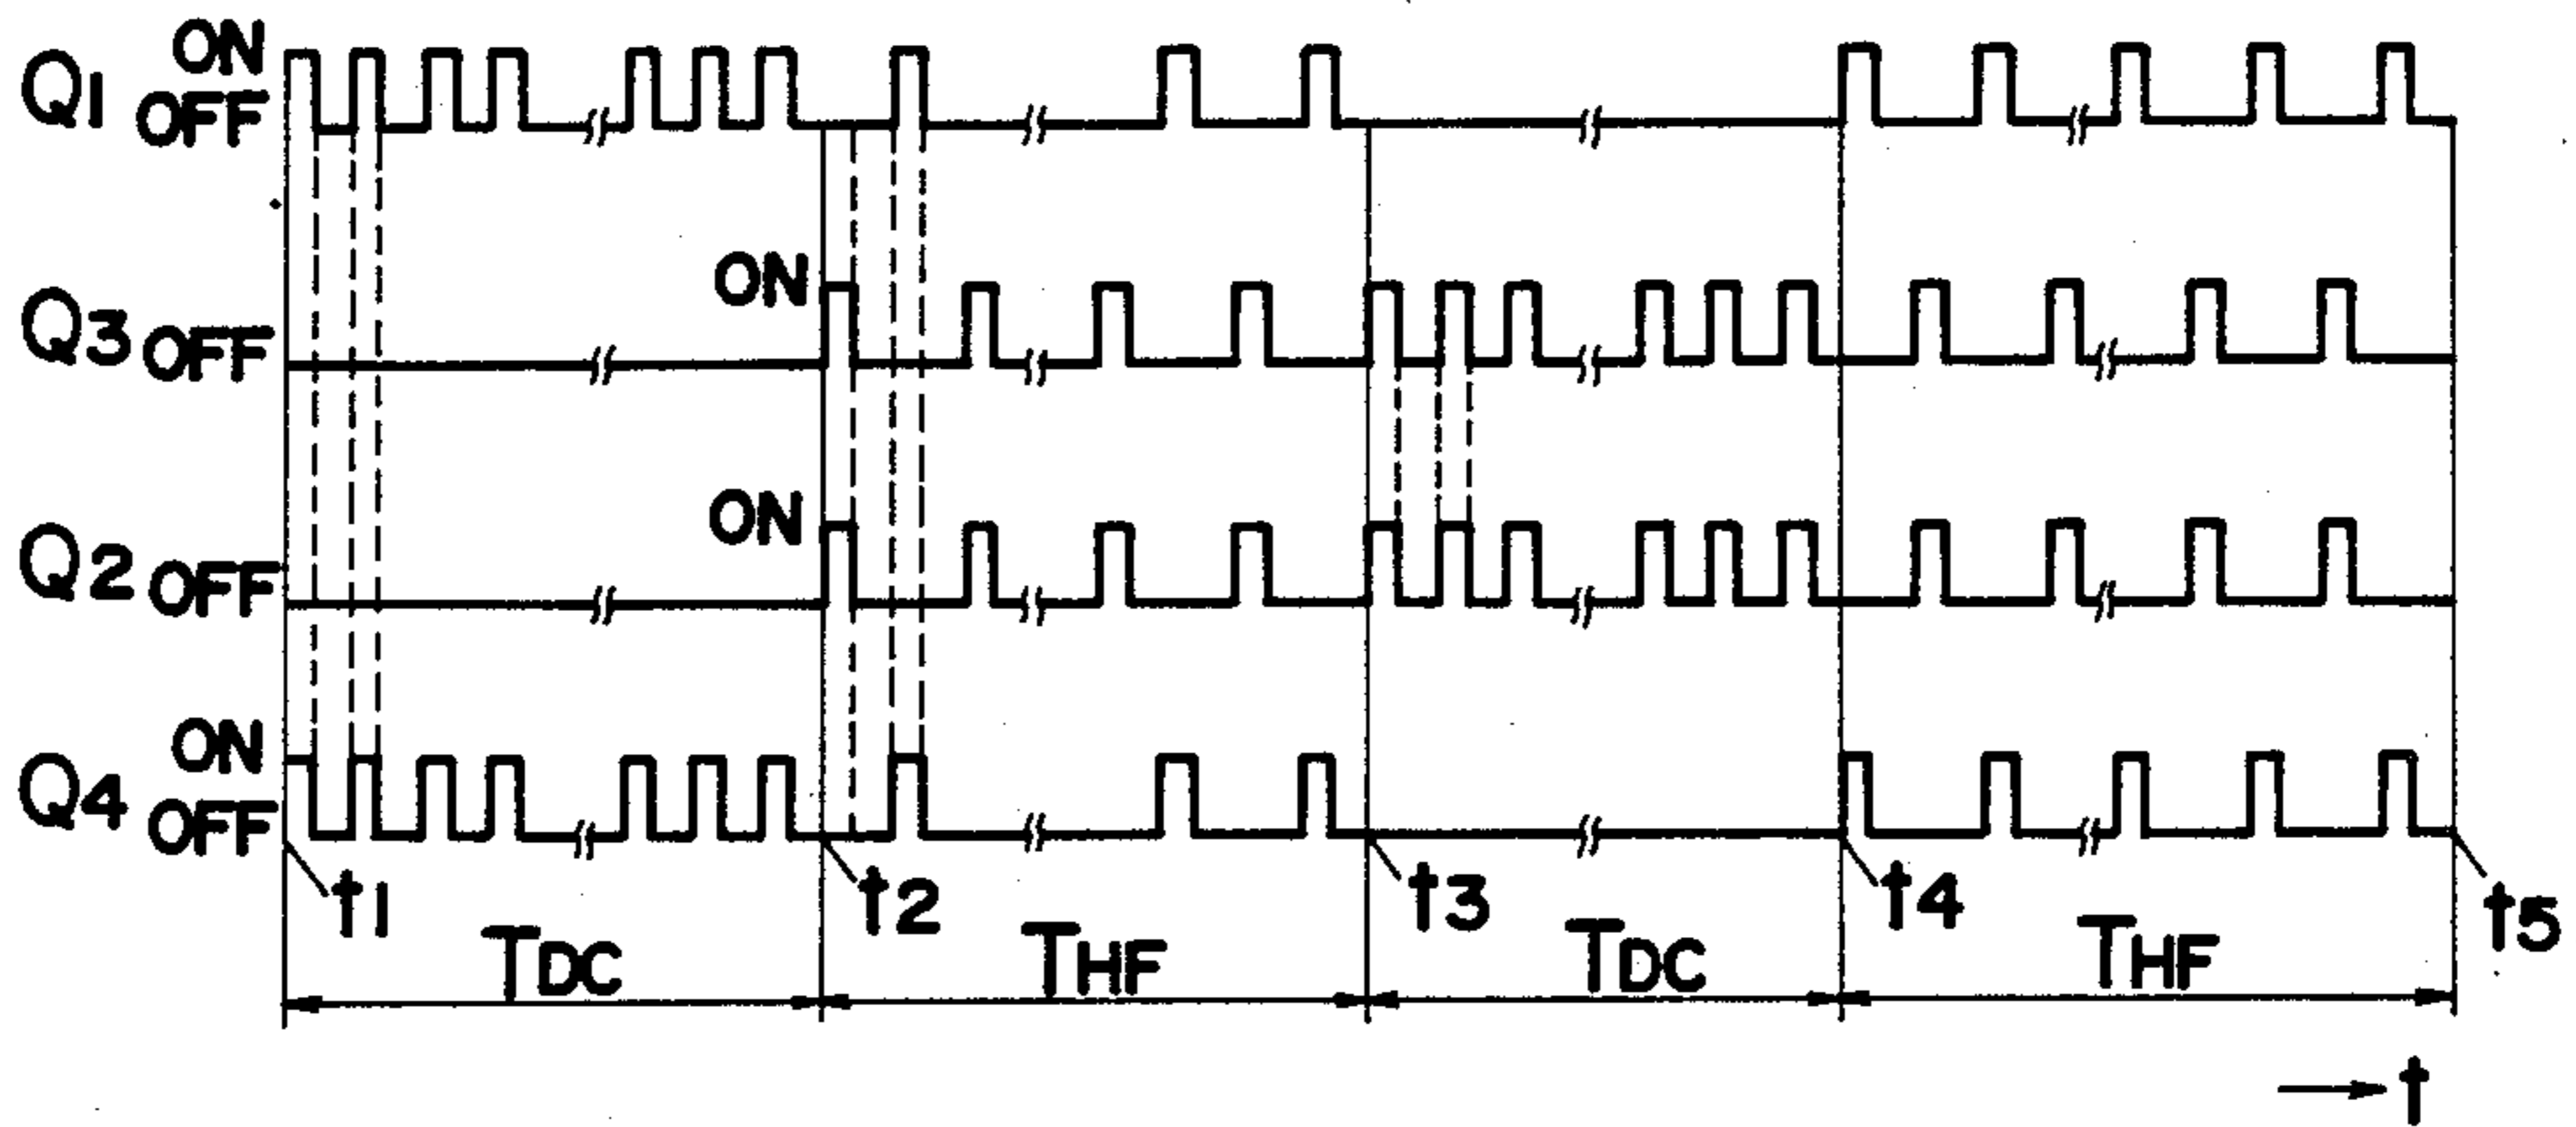 Q1 ON
OFF
Q3 ON
OFF
Q2 ON
OFF
Q4 ON
OFF
t1 t2 t3 t4 t5
TDC THF TDC THF
t